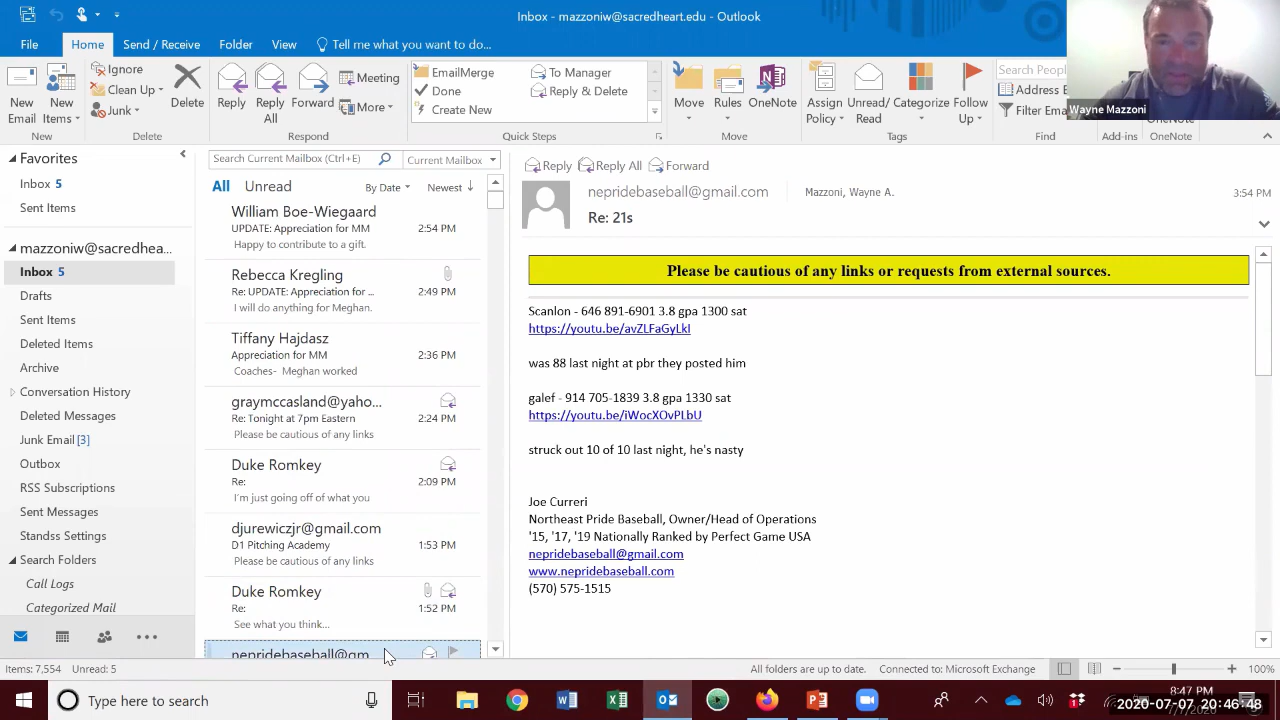 Inbox - mazzoniw@sacredheart.edu - Outlook
File
Home
Send / Receive
Folder
View
Tell me what you want to do...
New Email
New Items
Ignore
Clean Up
Junk
Delete
Reply
Reply All
Forward
Meeting
More
EmailMerge
Done
Create New
To Manager
Reply & Delete
Move
Rules
OneNote
Assign Policy
Unread/ Read
Categorize
Follow Up
Search People
Address B
Filter Ema
Wayne Mazzoni
New
Delete
Respond
Quick Steps
Move
Tags
Find
Add-ins
OneNote
Favorites
Inbox 5
Sent Items
mazzoniw@sacredhea...
Inbox 5
Drafts
Sent Items
Deleted Items
Archive
Conversation History
Deleted Messages
Junk Email [3]
Outbox
RSS Subscriptions
Sent Messages
Standss Settings
Search Folders
Call Logs
Categorized Mail
Search Current Mailbox (Ctrl+E)
Current Mailbox
All
Unread
By Date
Newest
William Boe-Wiegaard
UPDATE: Appreciation for MM 2:54 PM
Happy to contribute to a gift.
Rebecca Kregling
Re: UPDATE: Appreciation for ... 2:49 PM
I will do anything for Meghan.
Tiffany Hajdasz
Appreciation for MM 2:36 PM
Coaches- Meghan worked
graymccasland@yaho...
Re: Tonight at 7pm Eastern 2:24 PM
Please be cautious of any links
Duke Romkey
Re: 2:09 PM
I'm just going off of what you
djurewiczjr@gmail.com
D1 Pitching Academy 1:53 PM
Please be cautious of any links
Duke Romkey
Re: 1:52 PM
See what you think...
nepridebaseball@gm
Reply
Reply All
Forward
nepridebaseball@gmail.com
Mazzoni, Wayne A.
3:54 PM
Re: 21s
Please be cautious of any links or requests from external sources.
Scanlon - 646 891-6901 3.8 gpa 1300 sat
https://youtu.be/avZLFaGyLkI
was 88 last night at pbr they posted him
galef - 914 705-1839 3.8 gpa 1330 sat
https://youtu.be/iWocXOvPLbU
struck out 10 of 10 last night, he's nasty
Joe Curreri
Northeast Pride Baseball, Owner/Head of Operations
'15, '17, '19 Nationally Ranked by Perfect Game USA
nepridebaseball@gmail.com
www.nepridebaseball.com
(570) 575-1515
Items: 7,554 Unread: 5
All folders are up to date.
Connected to: Microsoft Exchange
100%
Type here to search
8:47 PM
2020-07-07 20:46:48